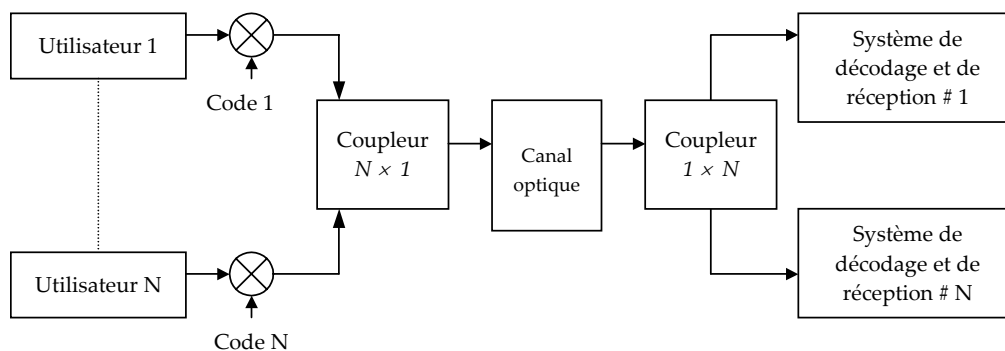 Utilisateur 1
Code 1
Coupleur
N × 1
Canal
optique
Coupleur
1 × N
Système de
décodage et de
réception # 1
Utilisateur N
Code N
Système de
décodage et de
réception # N